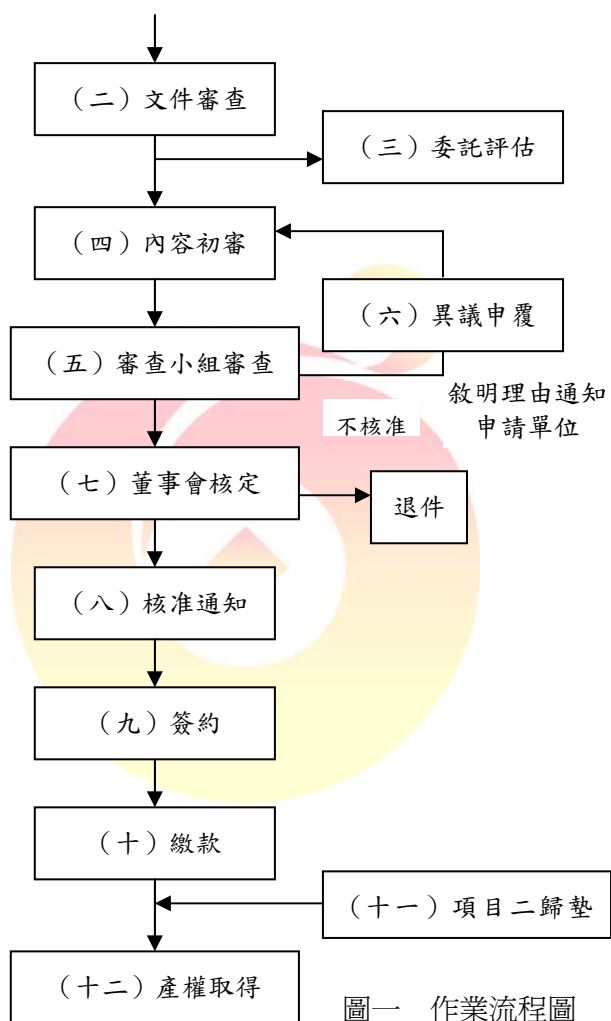 （二）文件審查
（三）委託評估
（四）內容初審
（六）異議申覆
（五）審查小組審查
敘明理由通知
申請單位
不核准
（七）董事會核定
退件
（八）核准通知
（九）簽約
（十）繳款
（十一）項目二歸墊
（十二）產權取得
圖一　作業流程圖